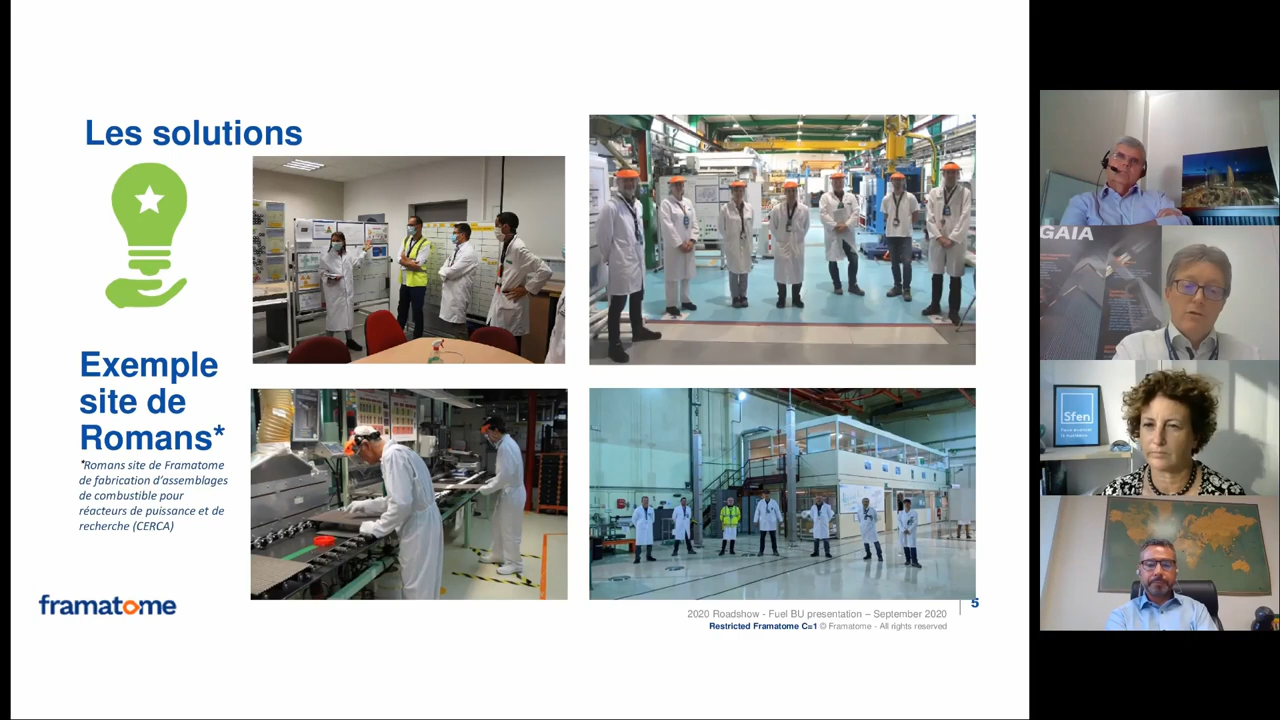 Les solutions
Exemple
site de
Romans*
*Romans site de Framatome
de fabrication d'assemblages
de combustible pour
réacteurs de puissance et de
recherche (CERCA)
framatome
2020 Roadshow - Fuel BU presentation – September 2020
5
Restricted Framatome C=1 © Framatome - All rights reserved
GAIA
Sfen